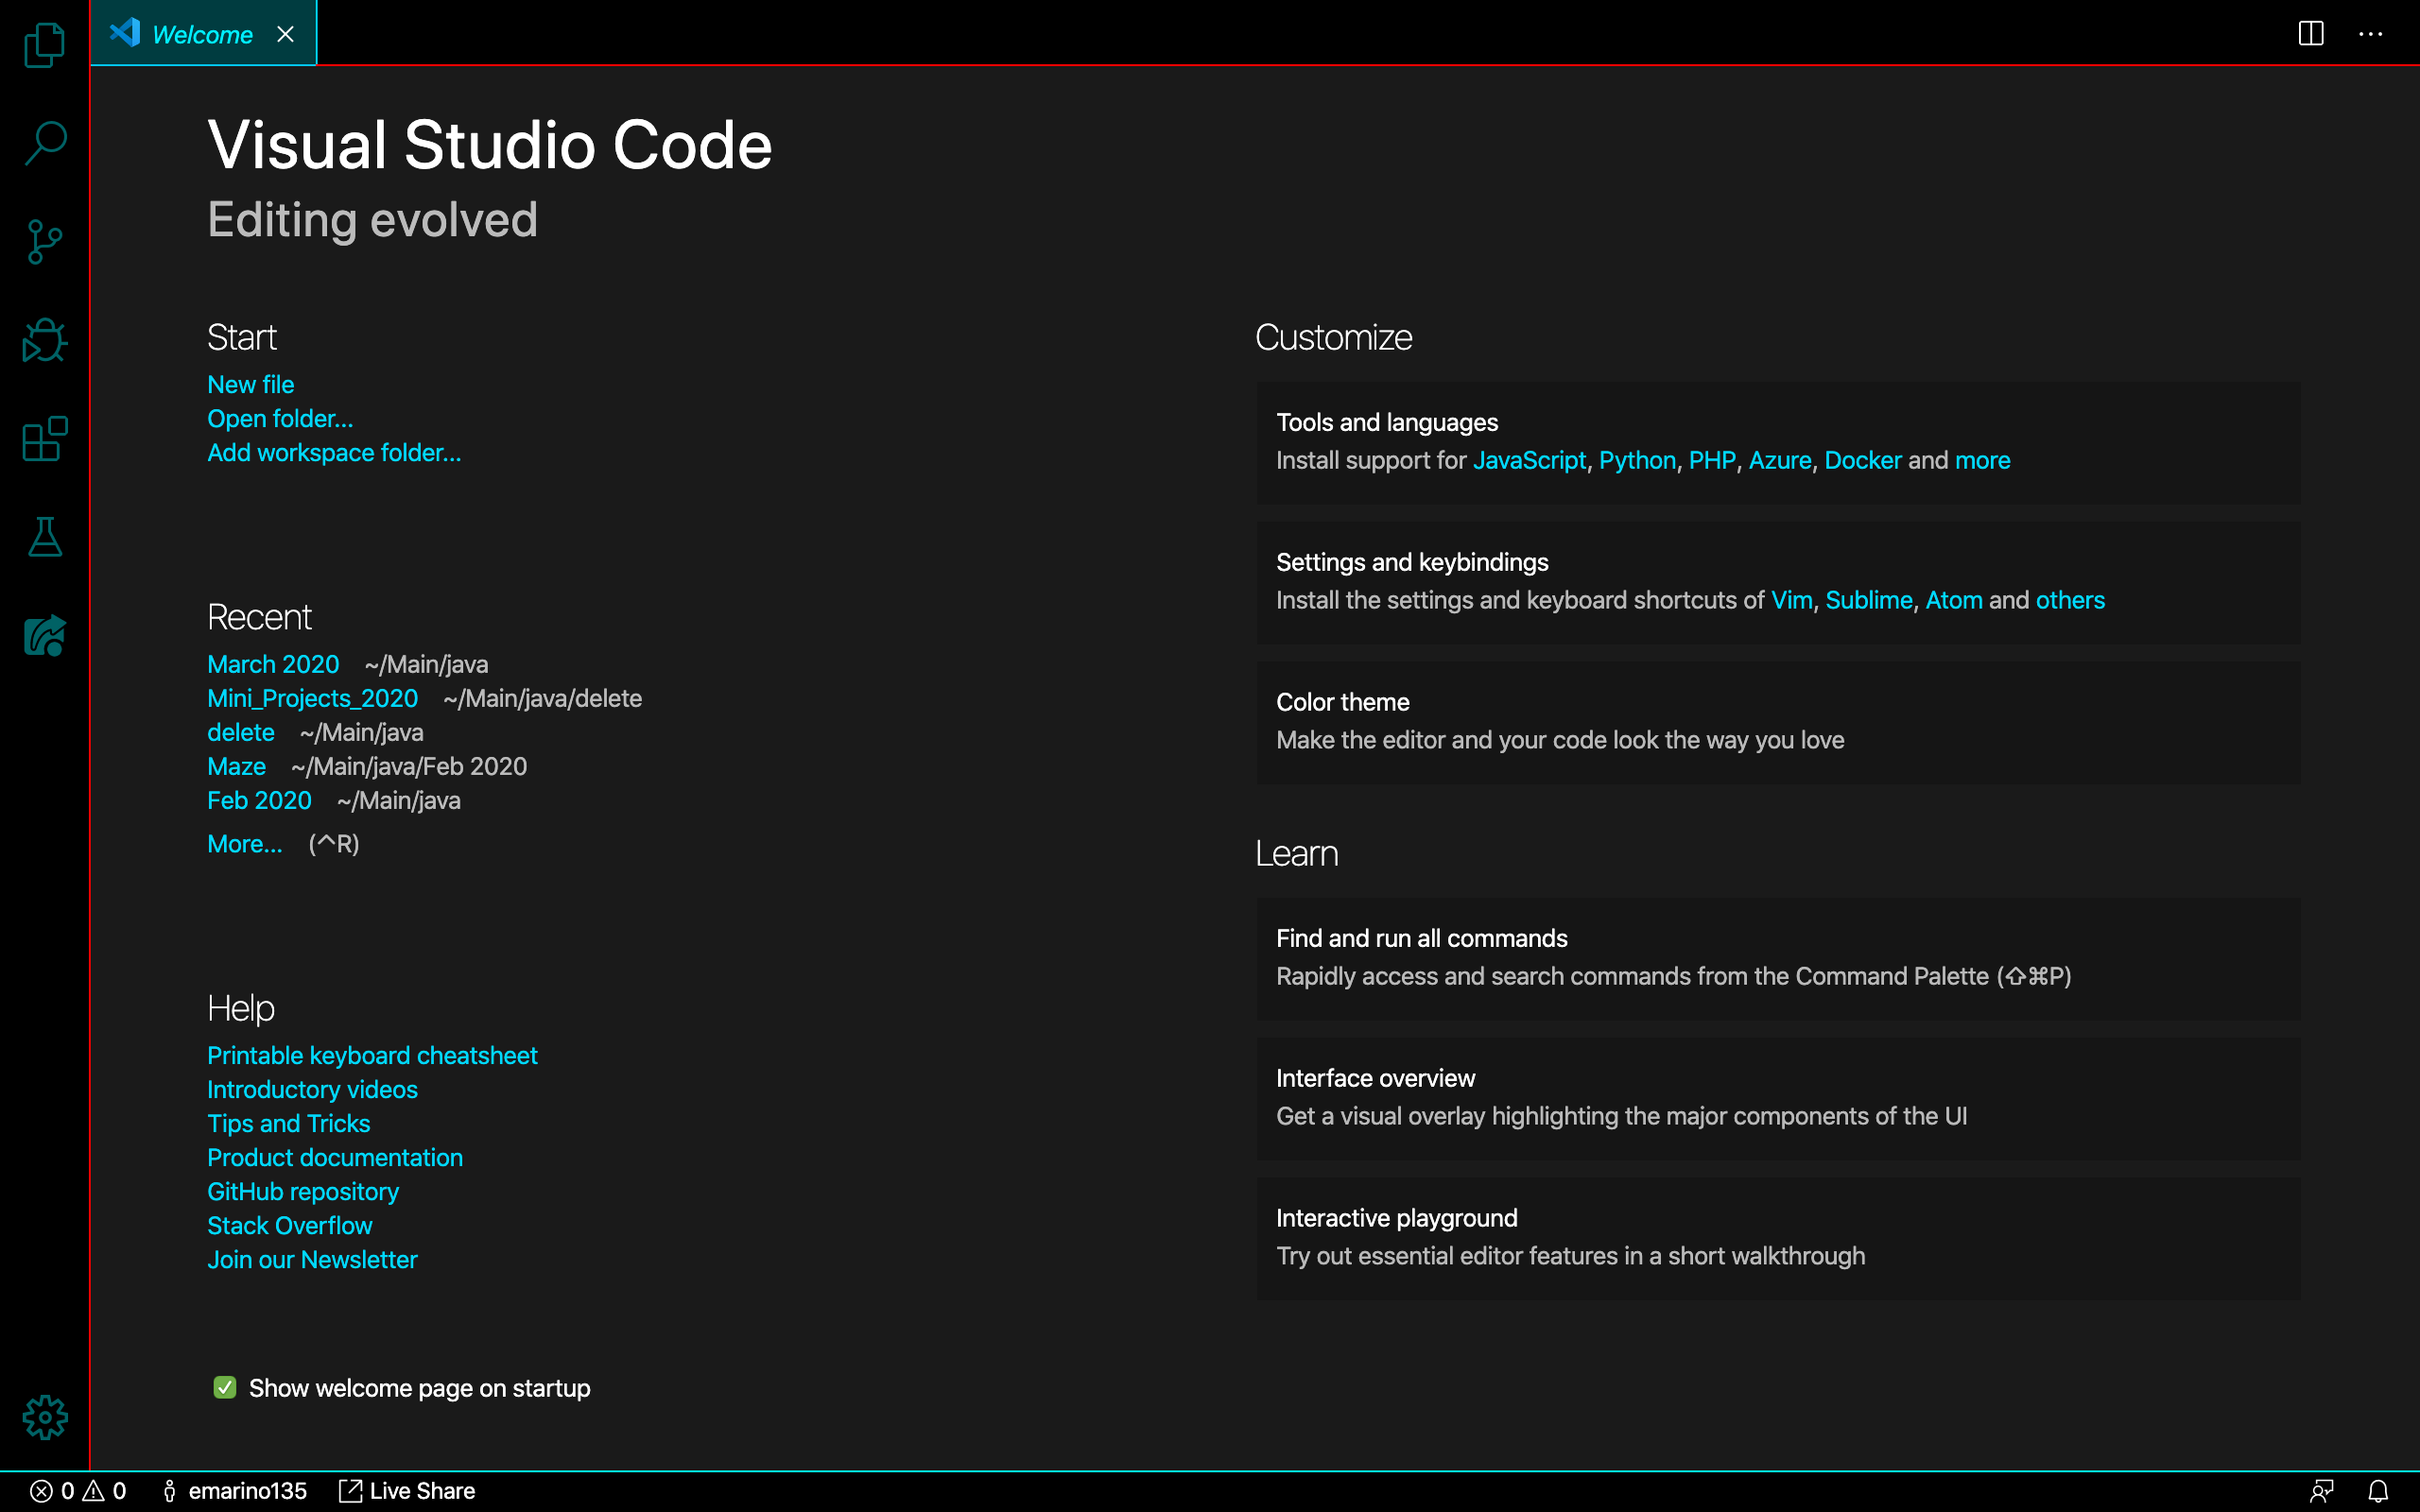 Welcome
Visual Studio Code
Editing evolved
Start
New file
Open folder...
Add workspace folder...
Recent
March 2020 ~/Main/java
Mini_Projects_2020 ~/Main/java/delete
delete ~/Main/java
Maze ~/Main/java/Feb 2020
Feb 2020 ~/Main/java
More... (^R)
Help
Printable keyboard cheatsheet
Introductory videos
Tips and Tricks
Product documentation
GitHub repository
Stack Overflow
Join our Newsletter
Show welcome page on startup
Customize
Tools and languages
Install support for JavaScript, Python, PHP, Azure, Docker and more
Settings and keybindings
Install the settings and keyboard shortcuts of Vim, Sublime, Atom and others
Color theme
Make the editor and your code look the way you love
Learn
Find and run all commands
Rapidly access and search commands from the Command Palette (⇧⌘P)
Interface overview
Get a visual overlay highlighting the major components of the UI
Interactive playground
Try out essential editor features in a short walkthrough
0 0 emarino135 Live Share